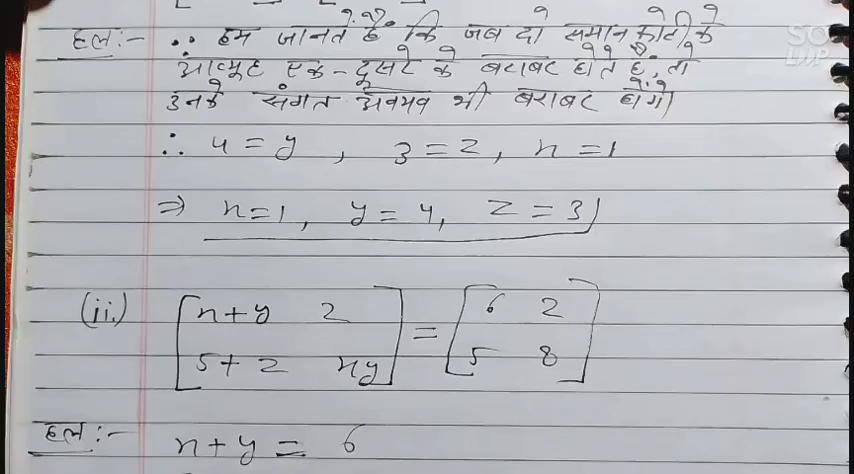 हल:- ∵ हम जानते हैं. कि जब दो समान कोटी के
SO
आव्यूह एक-दूसरे के बराबर होते हैं, तो
उनके संगत अवयव भी बराबर होंगे।
∴ 4 = y , 3 = z, x = 1
⇒ x=1, y=4, z=3
(ii.) [x+y 2] = [6 2]
[5+z xy] [5 8]
हल:- x+y = 6